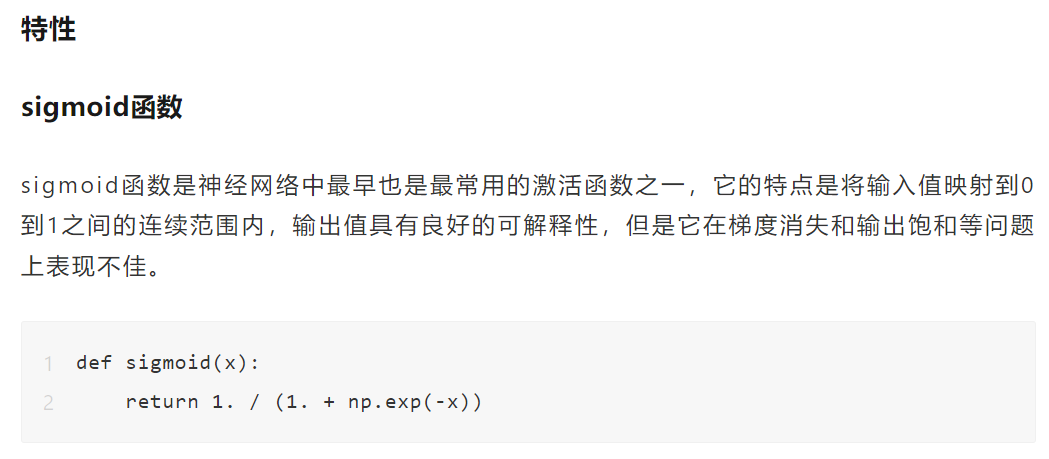 特性
sigmoid函数
sigmoid函数是神经网络中最早也是最常用的激活函数之一，它的特点是将输入值映射到0
到1之间的连续范围内，输出值具有良好的可解释性，但是它在梯度消失和输出饱和等问题
上表现不佳。
1 def sigmoid(x):
2     return 1. / (1. + np.exp(-x))